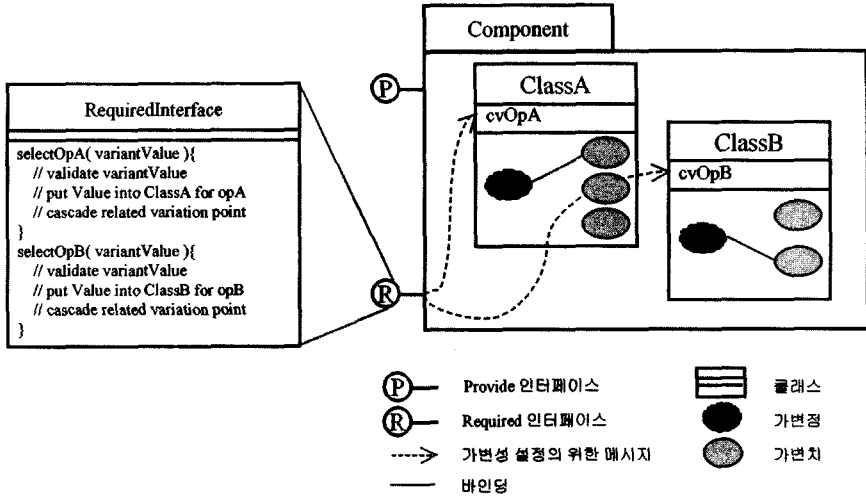 Component
P
ClassA
cvOpA
RequiredInterface
selectOpA( variantValue ){
// validate variantValue
// put Value into ClassA for opA
// cascade related variation point
}
selectOpB( variantValue ){
// validate variantValue
// put Value into ClassB for opB
// cascade related variation point
}
ClassB
cvOpB
R
P Provide 인터페이스
클래스
R Required 인터페이스
가변점
가변성 설정의 위한 메시지
가변치
바인딩